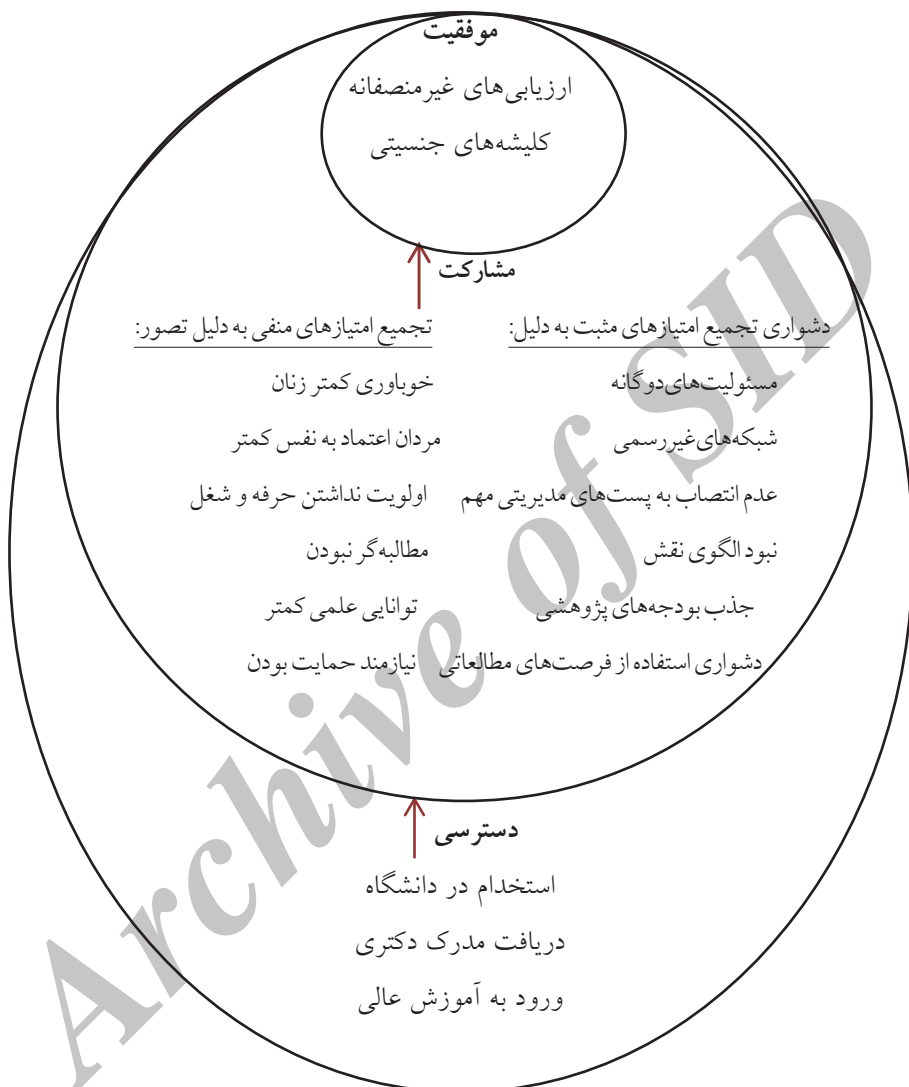 موفقیت
ارزیابی‌های غیرمنصفانه
کلیشه‌های جنسیتی
مشارکت
دشواری تجمیع امتیازهای مثبت به دلیل:
مسئولیت‌های دوگانه
شبکه‌های غیررسمی
عدم انتصاب به پست‌های مدیریتی مهم
نبود الگوی نقش
جذب بودجه‌های پژوهشی
دشواری استفاده از فرصت‌های مطالعاتی
تجمیع امتیازهای منفی به دلیل تصور:
خوباوری کمتر زنان
مردان اعتماد به نفس کمتر
اولویت نداشتن حرفه و شغل
مطالبه‌گر نبودن
توانایی علمی کمتر
نیازمند حمایت بودن
دسترسی
استخدام در دانشگاه
دریافت مدرک دکتری
ورود به آموزش عالی
Archive of SID